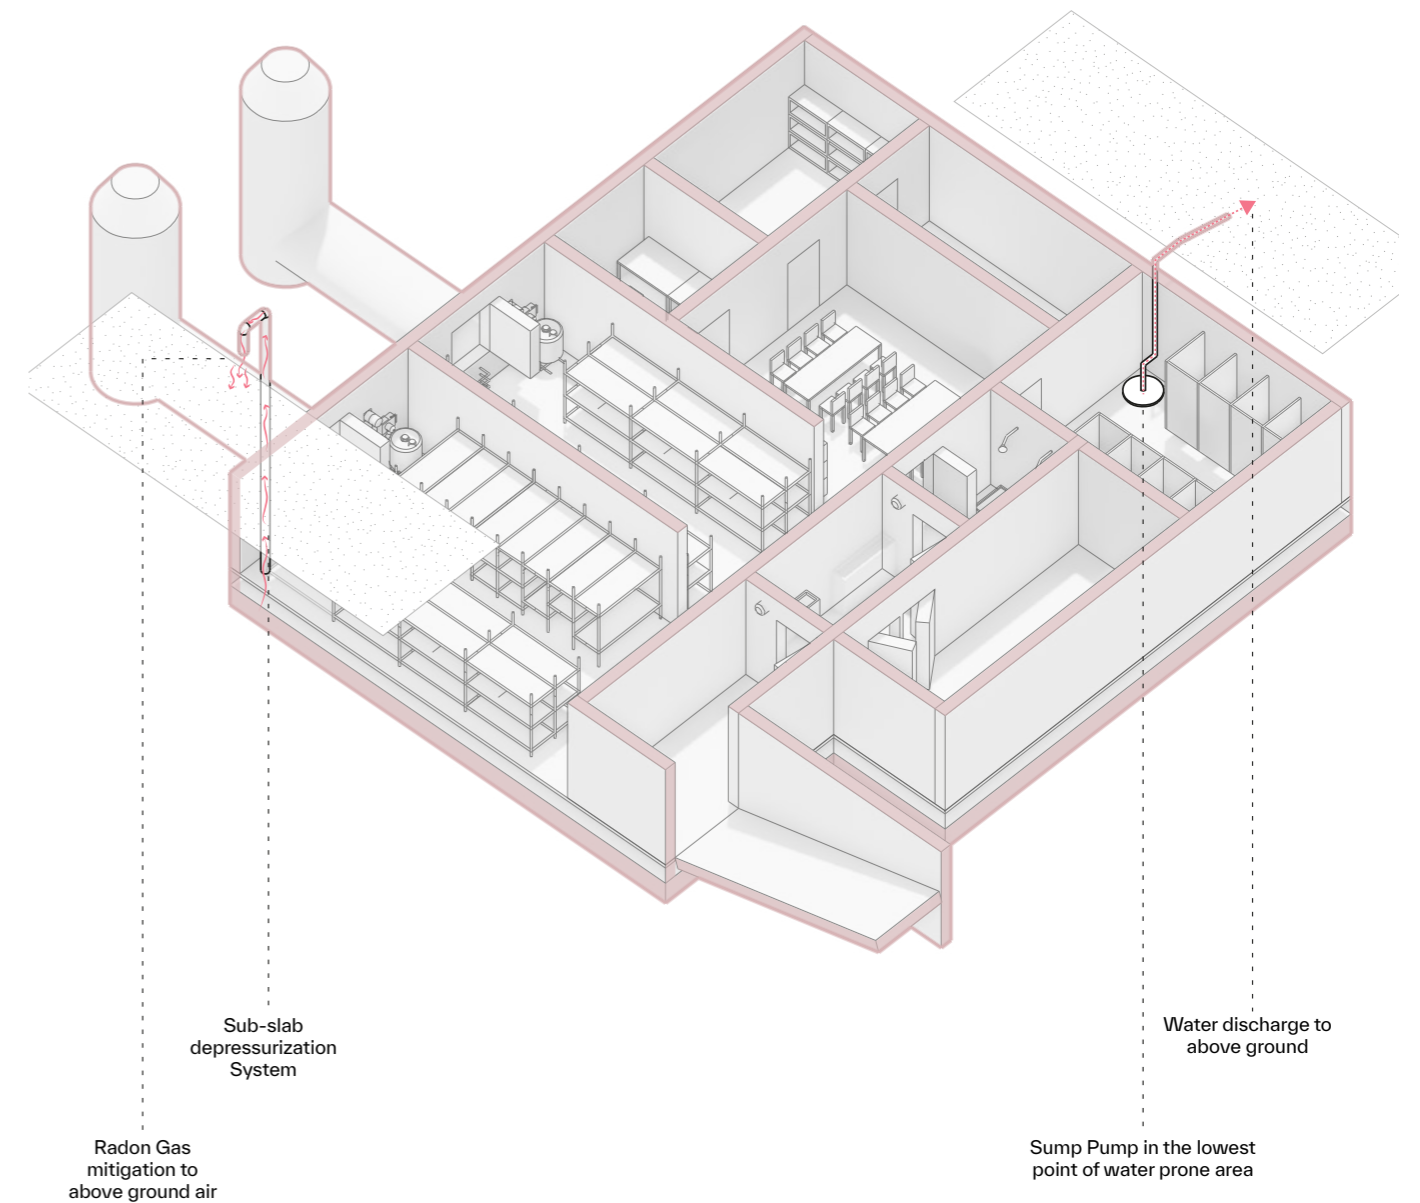 Sub-slab
depressurization
System
Radon Gas
mitigation to
above ground air
Water discharge to
above ground
Sump Pump in the lowest
point of water prone area